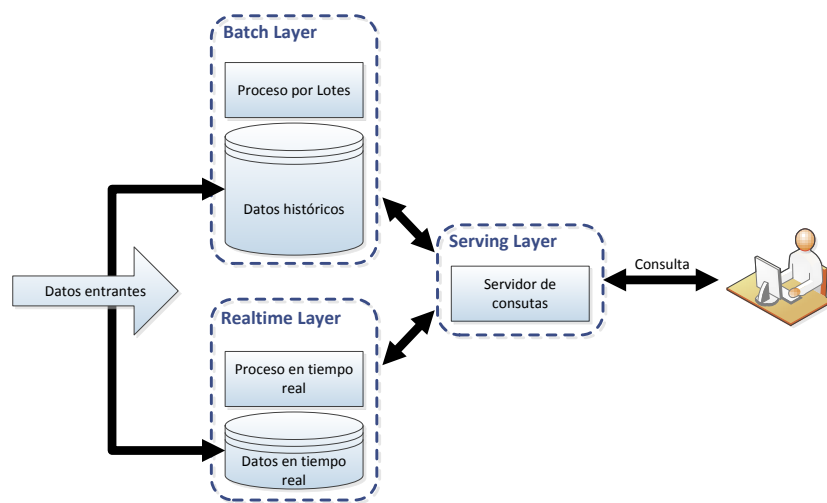 Batch Layer
Proceso por Lotes
Datos históricos
Datos entrantes
Realtime Layer
Proceso en tiempo
real
Datos en tiempo
real
Serving Layer
Servidor de
consutas
Consulta